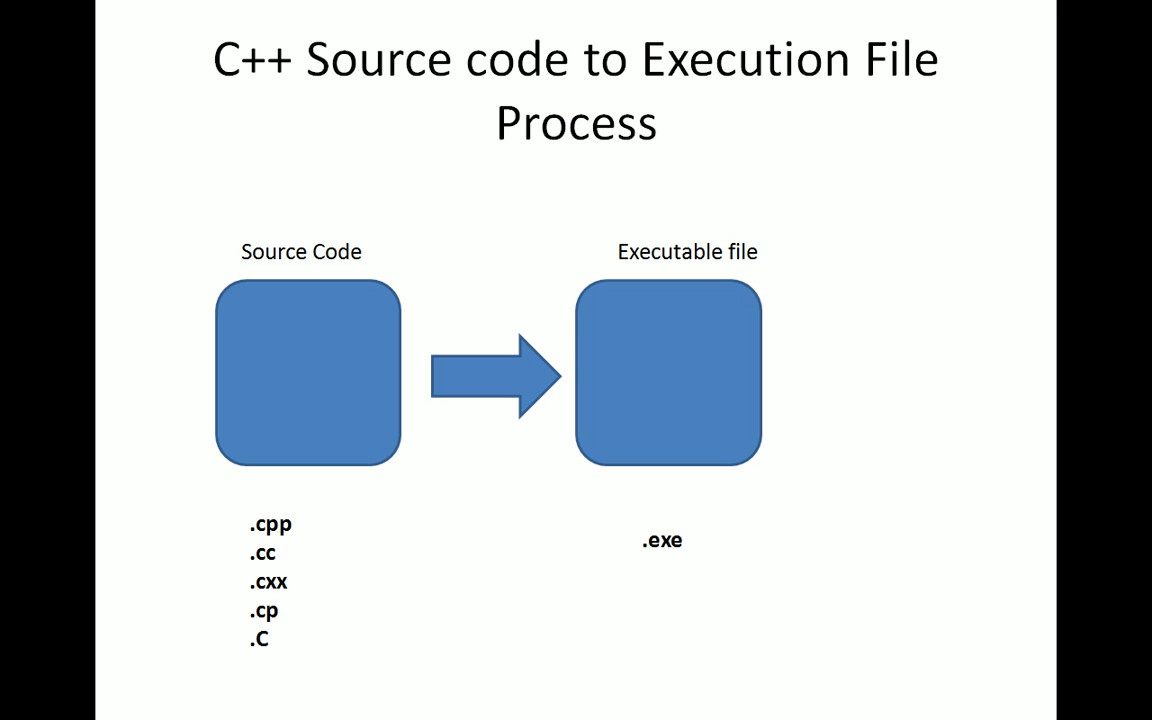 C++ Source code to Execution File
Process
Source Code
Executable file
.cpp
.cc
.cxx
.cp
.C
.exe